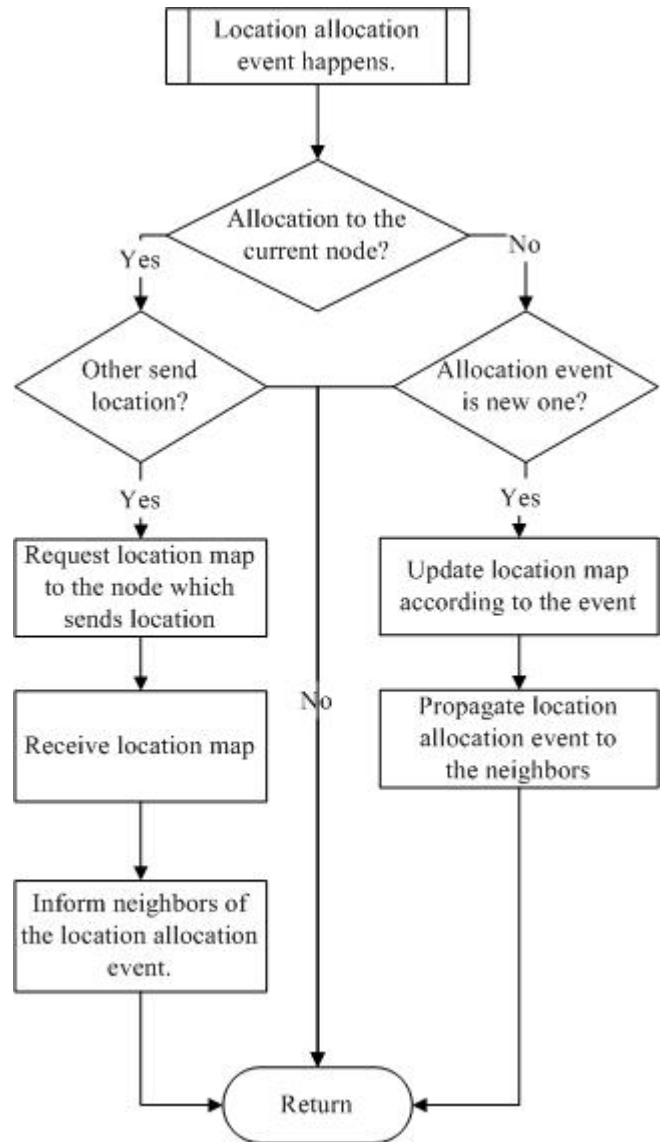 Location allocation
event happens.
Allocation to the
current node?
Yes
No
Other send
location?
Allocation event
is new one?
Yes
Yes
Request location map
to the node which
sends location
Update location map
according to the event
No
Receive location map
Propagate location
allocation event to
the neighbors
Inform neighbors of
the location allocation
event.
Return